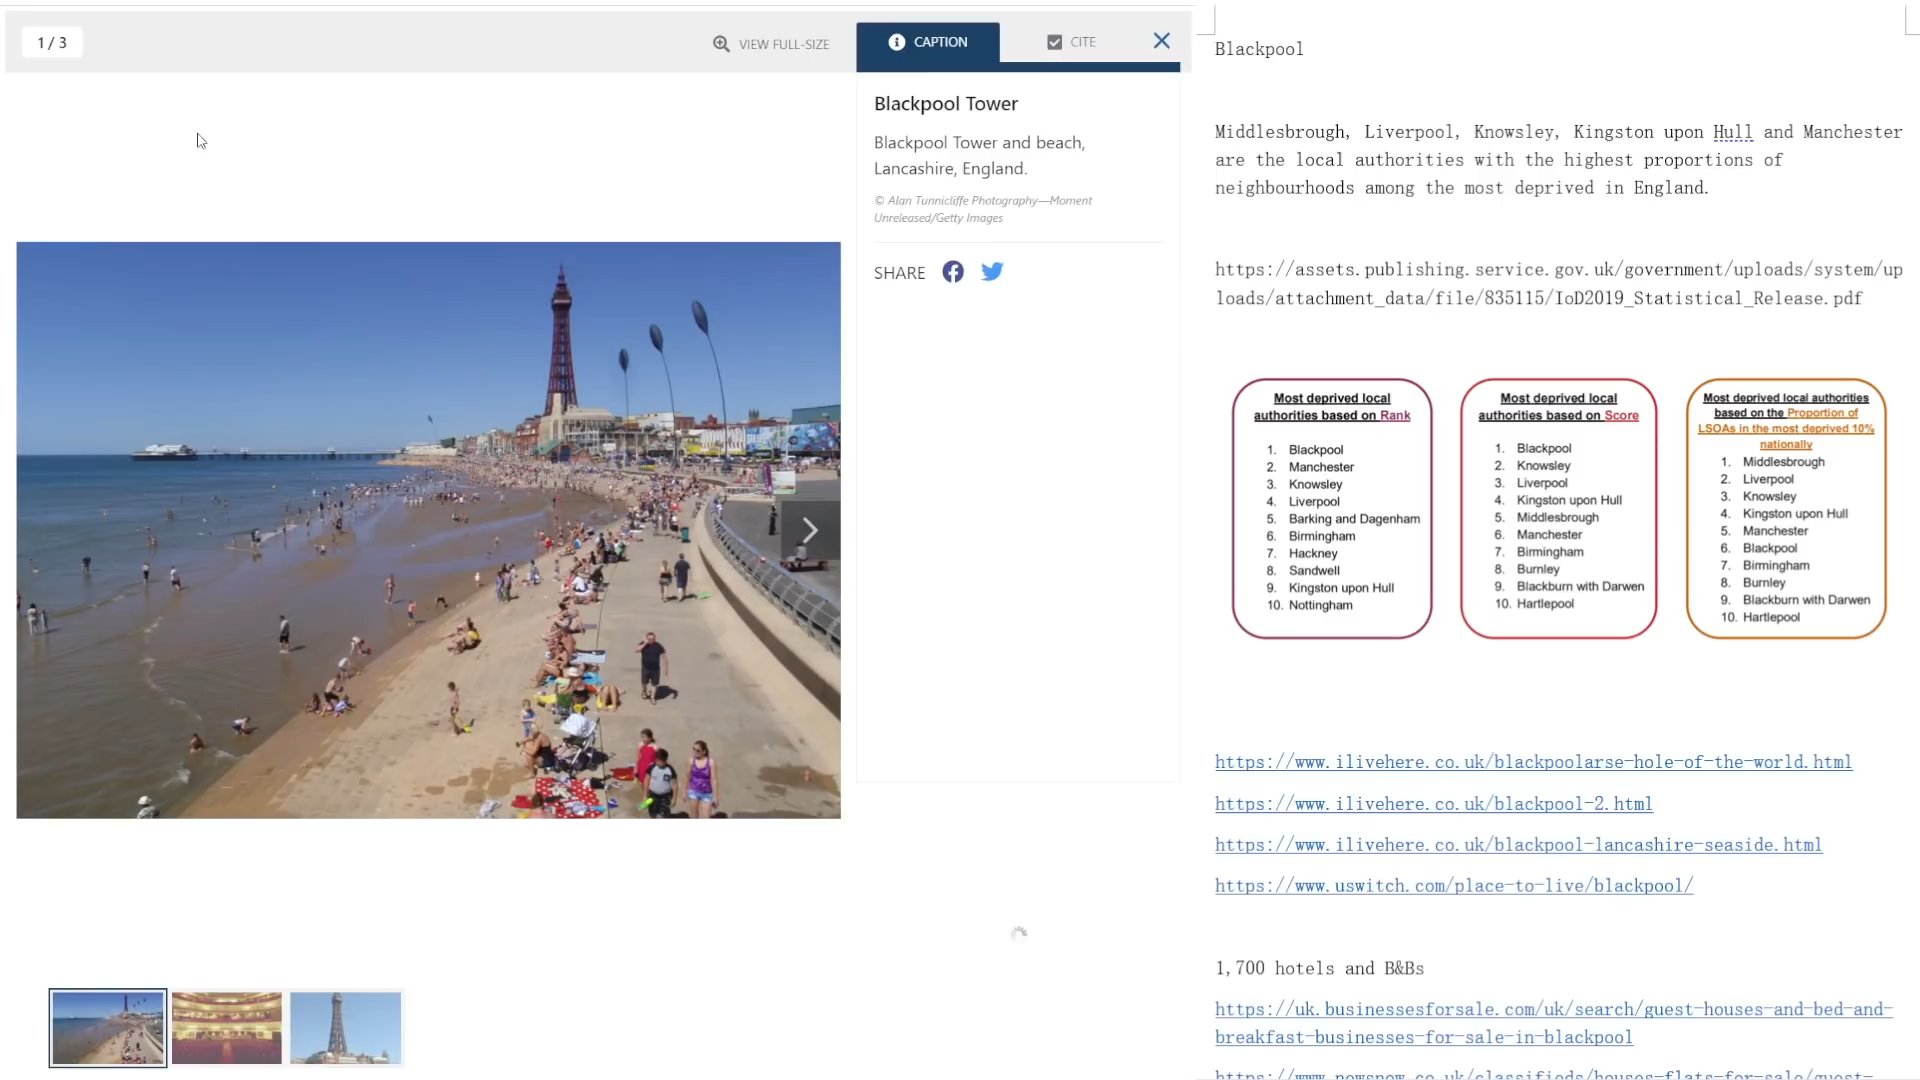 1 / 3
VIEW FULL-SIZE
CAPTION
CITE
Blackpool Tower
Blackpool Tower and beach,
Lancashire, England.
© Alan Tunnicliffe Photography—Moment
Unreleased/Getty Images
SHARE
Blackpool
Middlesbrough, Liverpool, Knowsley, Kingston upon Hull and Manchester
are the local authorities with the highest proportions of
neighbourhoods among the most deprived in England.
https://assets.publishing.service.gov.uk/government/uploads/system/up
loads/attachment_data/file/835115/IoD2019_Statistical_Release.pdf
Most deprived local
authorities based on Rank
1. Blackpool
2. Manchester
3. Knowsley
4. Liverpool
5. Barking and Dagenham
6. Birmingham
7. Hackney
8. Sandwell
9. Kingston upon Hull
10. Nottingham
Most deprived local
authorities based on Score
1. Blackpool
2. Knowsley
3. Liverpool
4. Kingston upon Hull
5. Middlesbrough
6. Manchester
7. Birmingham
8. Burnley
9. Blackburn with Darwen
10. Hartlepool
Most deprived local authorities
based on the Proportion of
LSOAs in the most deprived 10%
nationally
1. Middlesbrough
2. Liverpool
3. Knowsley
4. Kingston upon Hull
5. Manchester
6. Blackpool
7. Birmingham
8. Burnley
9. Blackburn with Darwen
10. Hartlepool
https://www.ilivehere.co.uk/blackpoolarse-hole-of-the-world.html
https://www.ilivehere.co.uk/blackpool-2.html
https://www.ilivehere.co.uk/blackpool-lancashire-seaside.html
https://www.uswitch.com/place-to-live/blackpool/
1,700 hotels and B&Bs
https://uk.businessesforsale.com/uk/search/guest-houses-and-bed-and-
breakfast-businesses-for-sale-in-blackpool
https://www.newsnow.co.uk/classifieds/houses-flats-for-sale/guest-